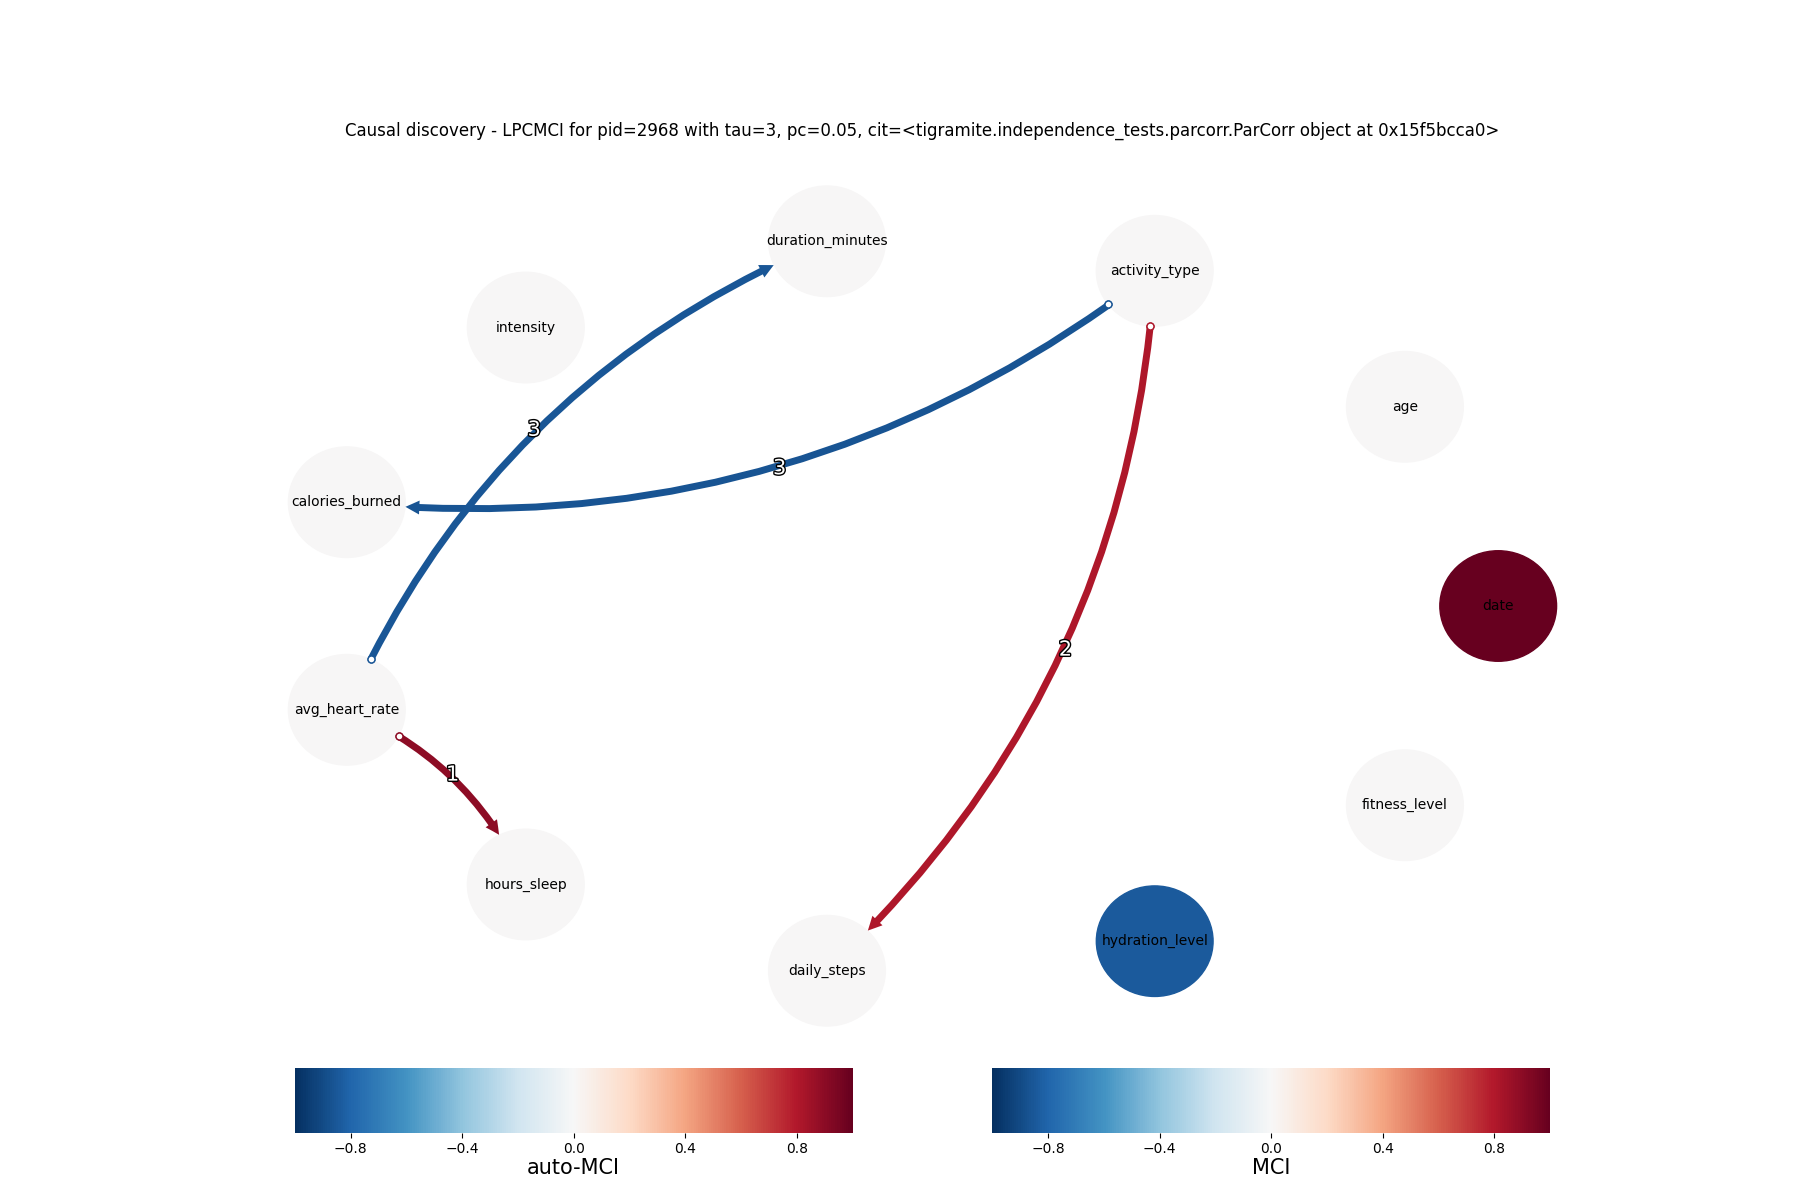 Causal discovery - LPCMCI for pid=2968 with tau=3, pc=0.05, cit=<tigramite.independence_tests.parcorr.ParCorr object at 0x15f5bcca0>
duration_minutes
activity_type
intensity
age
3
3
calories_burned
date
2
avg_heart_rate
1
fitness_level
hours_sleep
hydration_level
daily_steps
−0.8 −0.4 0.0 0.4 0.8
auto-MCI
−0.8 −0.4 0.0 0.4 0.8
MCI